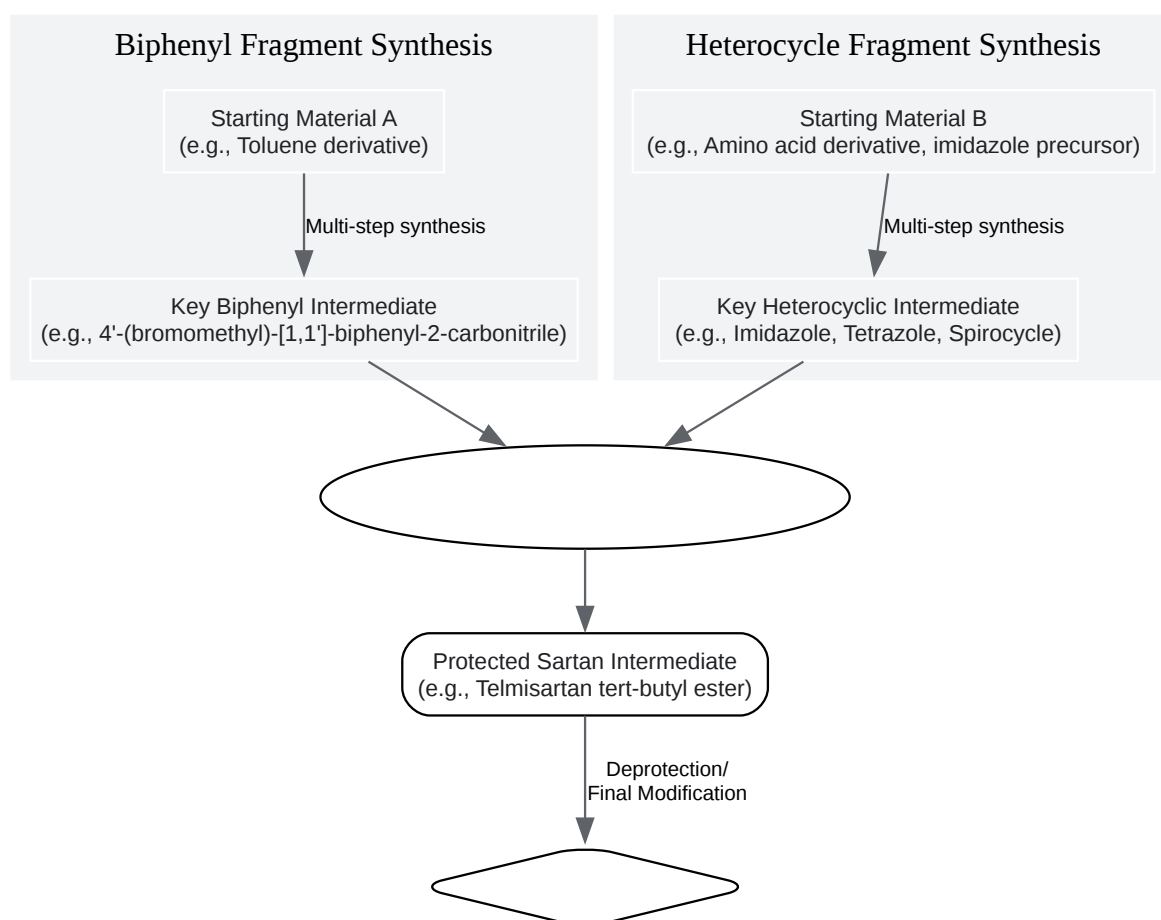 Biphenyl Fragment Synthesis
Heterocycle Fragment Synthesis
Starting Material A
(e.g., Toluene derivative)
Starting Material B
(e.g., Amino acid derivative, imidazole precursor)
Multi-step synthesis
Multi-step synthesis
Key Biphenyl Intermediate
(e.g., 4'-(bromomethyl)-[1,1']-biphenyl-2-carbonitrile)
Key Heterocyclic Intermediate
(e.g., Imidazole, Tetrazole, Spirocycle)
Protected Sartan Intermediate
(e.g., Telmisartan tert-butyl ester)
Deprotection/
Final Modification